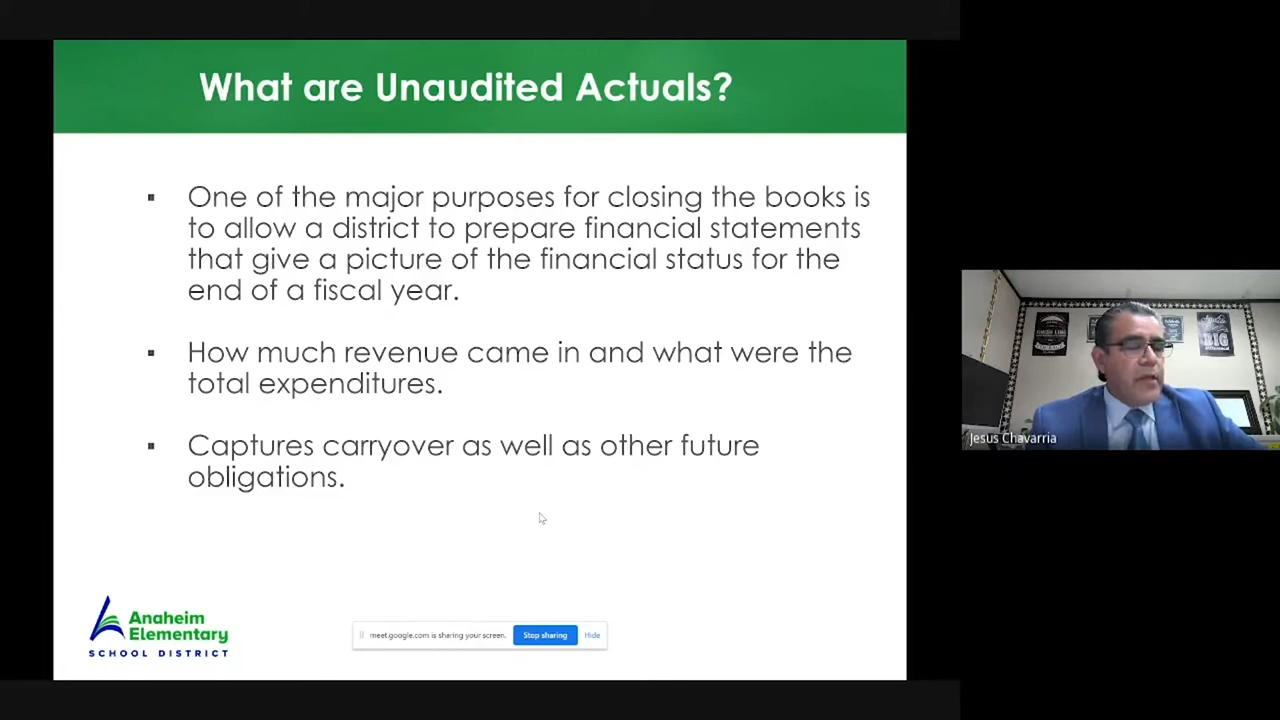 What are Unaudited Actuals?
▪ One of the major purposes for closing the books is
to allow a district to prepare financial statements
that give a picture of the financial status for the
end of a fiscal year.
▪ How much revenue came in and what were the
total expenditures.
▪ Captures carryover as well as other future
obligations.
Anaheim
Elementary
SCHOOL DISTRICT
meet.google.com is sharing your screen.
Stop sharing
Hide
BIG
Jesus Chavarria